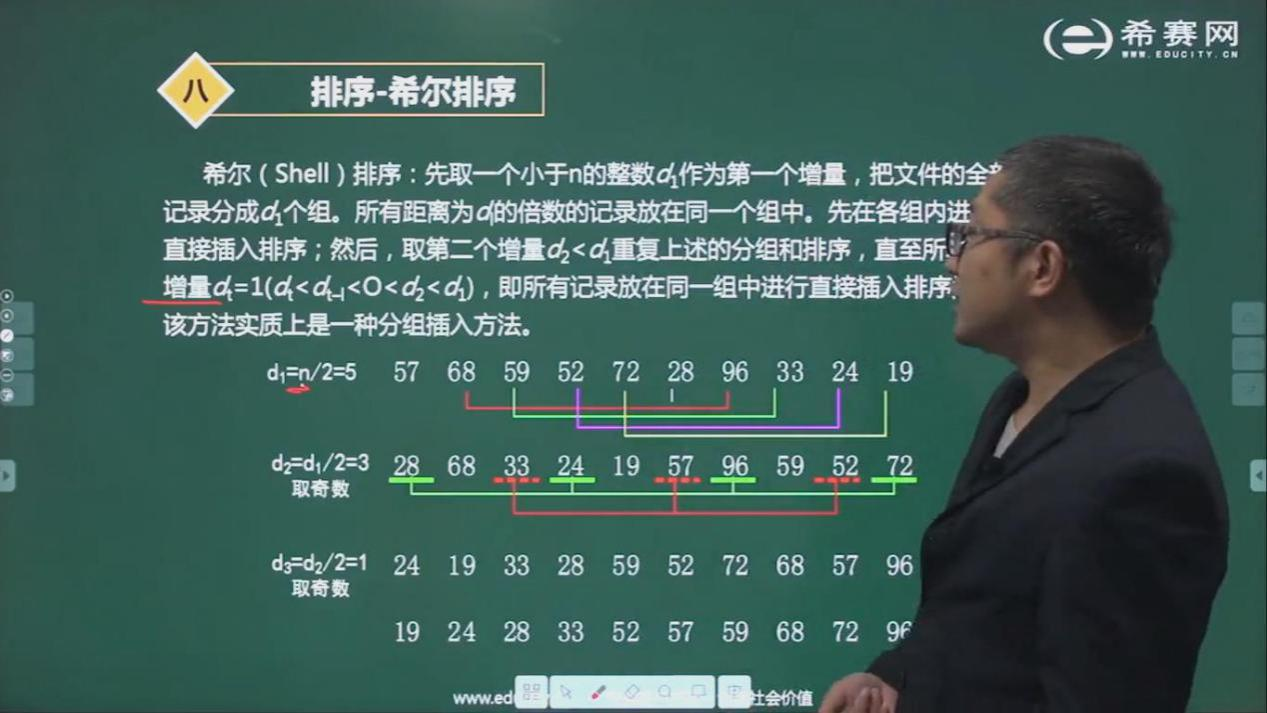 希赛网
WWW.EDUCITY.CN
八
排序-希尔排序
希尔(Shell)排序:先取一个小于n的整数d1作为第一个增量,把文件的全
记录分成d1个组。所有距离为dl的倍数的记录放在同一个组中。先在各组内进
直接插入排序;然后,取第二个增量d2<d1重复上述的分组和排序,直至所
增量dt=1(dt<dt-l<O<d2<d1),即所有记录放在同一组中进行直接插入排序
该方法实质上是一种分组插入方法。
d1=n/2=5 57 68 59 52 72 28 96 33 24 19
d2=d1/2=3 28 68 33 24 19 57 96 59 52 72
取奇数
d3=d2/2=1 24 19 33 28 59 52 72 68 57 96
取奇数
19 24 28 33 52 57 59 68 72 96
www.edu 社会价值